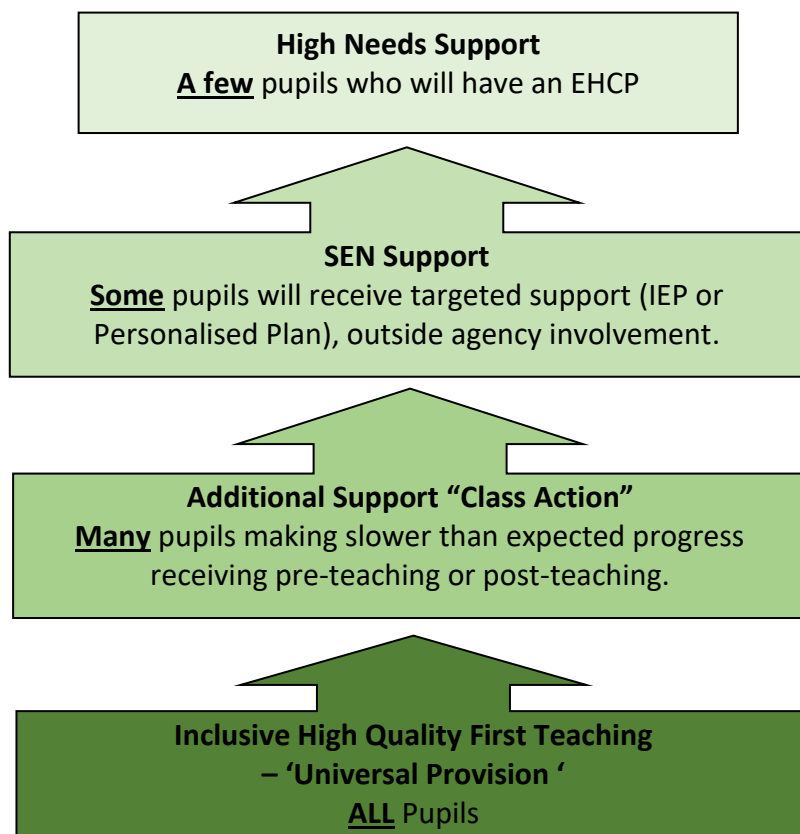 High Needs Support
A few pupils who will have an EHCP
SEN Support
Some pupils will receive targeted support (IEP or
Personalised Plan), outside agency involvement.
Additional Support “Class Action”
Many pupils making slower than expected progress
receiving pre-teaching or post-teaching.
Inclusive High Quality First Teaching
– ‘Universal Provision ‘
ALL Pupils